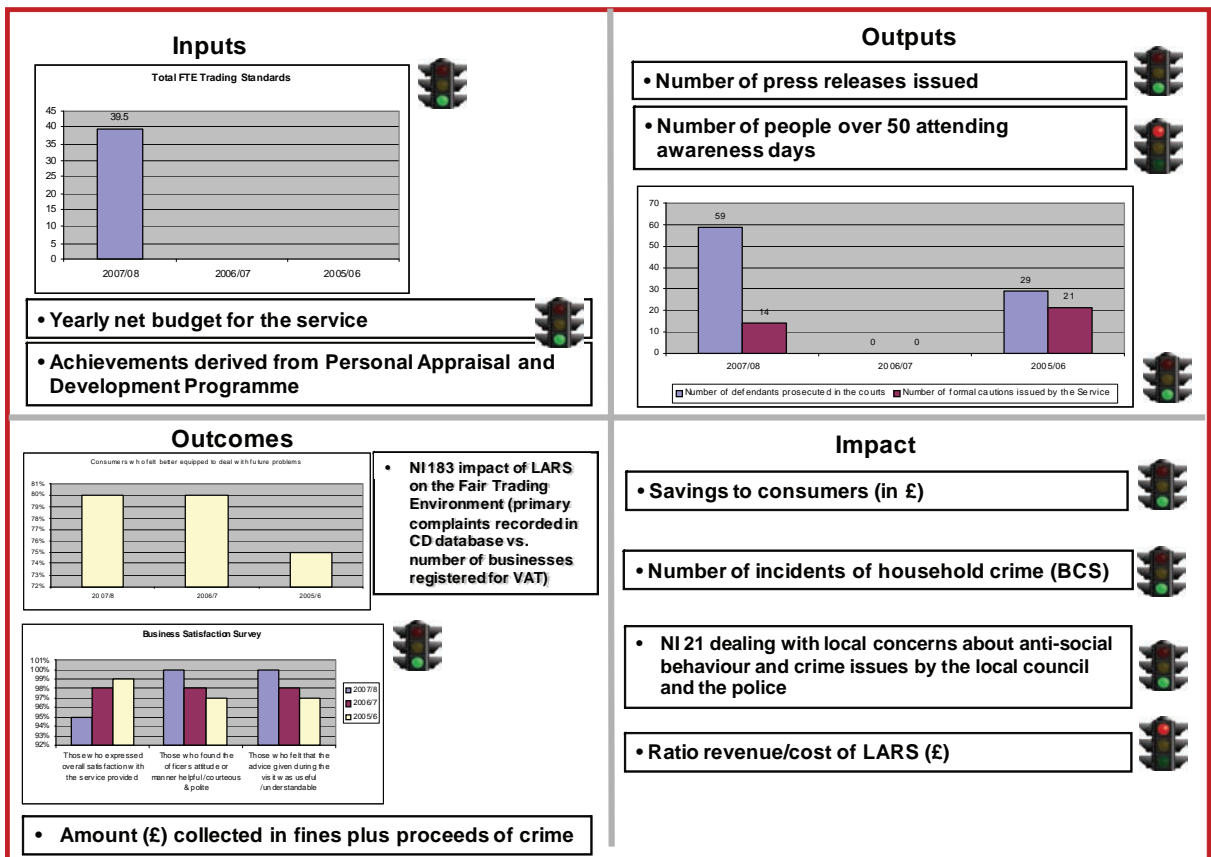 Inputs
Total FTE Trading Standards
45
40
35
30
25
20
15
10
5
0
39.5
2007/08 2006/07 2005/06
• Yearly net budget for the service
• Achievements derived from Personal Appraisal and
Development Programme
Outputs
• Number of press releases issued
• Number of people over 50 attending
awareness days
70
60
50
40
30
20
10
0
59
14
0 0
29
21
2007/08 2006/07 2005/06
Number of defendants prosecuted in the courts Number of formal cautions issued by the Service
Outcomes
Consumers who felt better equipped to deal with future problems
81%
80%
79%
78%
77%
76%
75%
74%
73%
72%
2007/8 2006/7 2005/6
• NI183 impact of LARS
on the Fair Trading
Environment (primary
complaints recorded in
CD database vs.
number of businesses
registered for VAT)
Business Satisfaction Survey
101%
100%
99%
98%
97%
96%
95%
94%
93%
92%
2007/8
2006/7
2005/6
Those who expressed
overall satisfaction with
the service provided
Those who found the
officers attitude or
manner helpful/courteous
& polite
Those who felt that the
advice given during the
visit was useful
/understandable
• Amount (£) collected in fines plus proceeds of crime
Impact
• Savings to consumers (in £)
• Number of incidents of household crime (BCS)
• NI 21 dealing with local concerns about anti-social
behaviour and crime issues by the local council
and the police
• Ratio revenue/cost of LARS (£)